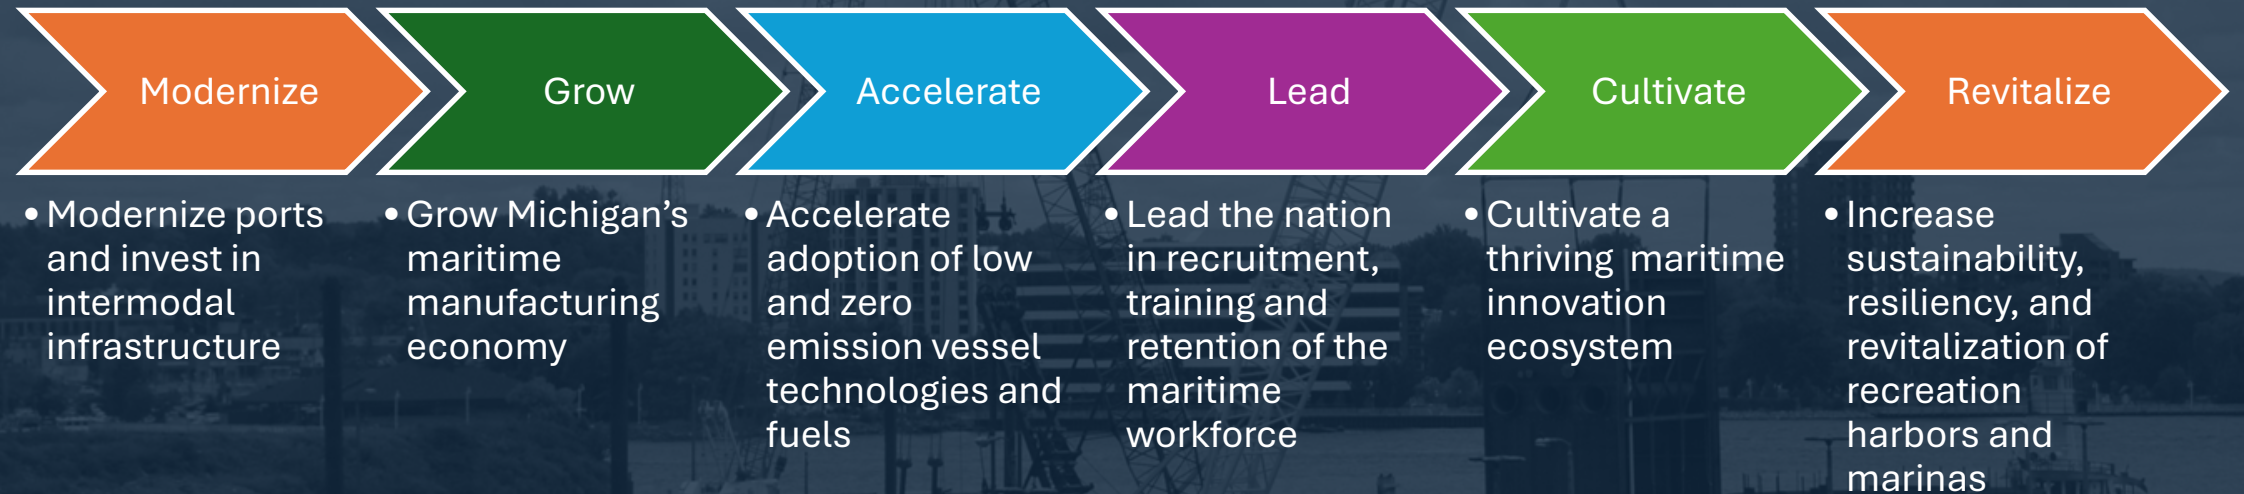 Modernize
Grow
Accelerate
Lead
Cultivate
Revitalize
• Modernize ports
and invest in
intermodal
infrastructure
• Grow Michigan’s
maritime
manufacturing
economy
• Accelerate
adoption of low
and zero
emission vessel
technologies and
fuels
• Lead the nation
in recruitment,
training and
retention of the
maritime
workforce
• Cultivate a
thriving  maritime
innovation
ecosystem
• Increase
sustainability,
resiliency, and
revitalization of
recreation
harbors and
marinas